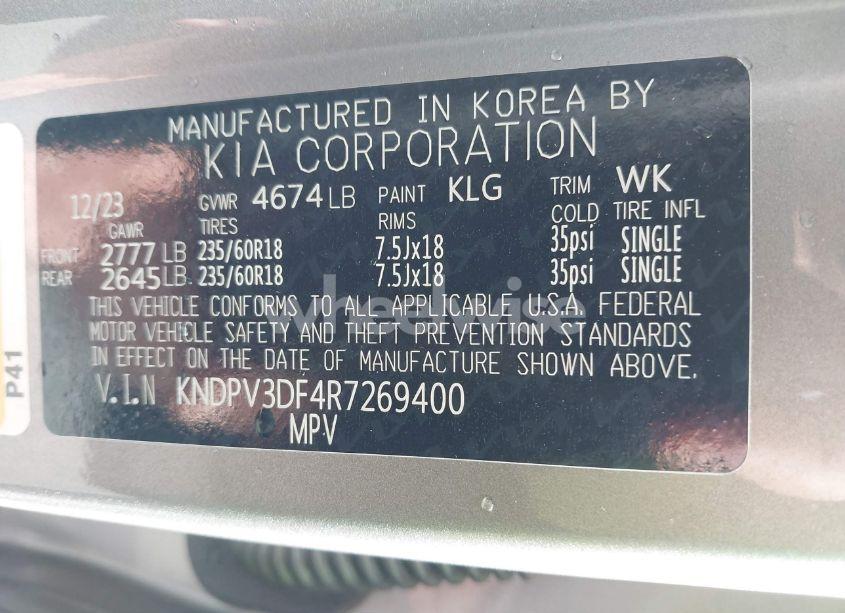 MANUFACTURED IN KOREA BY
KIA CORPORATION
12/23 GVWR 4674 LB PAINT KLG TRIM WK
GAWR TIRES RIMS COLD TIRE INFL
FRONT 2777 LB 235/60R18 7.5Jx18 35psi SINGLE
REAR 2645 LB 235/60R18 7.5Jx18 35psi SINGLE
THIS VEHICLE CONFORMS TO ALL APPLICABLE U.S.A. FEDERAL
MOTOR VEHICLE SAFETY AND THEFT PREVENTION STANDARDS
IN EFFECT ON THE DATE OF MANUFACTURE SHOWN ABOVE.
V.I.N KNDPV3DF4R7269400
MPV
P41
wheelwise